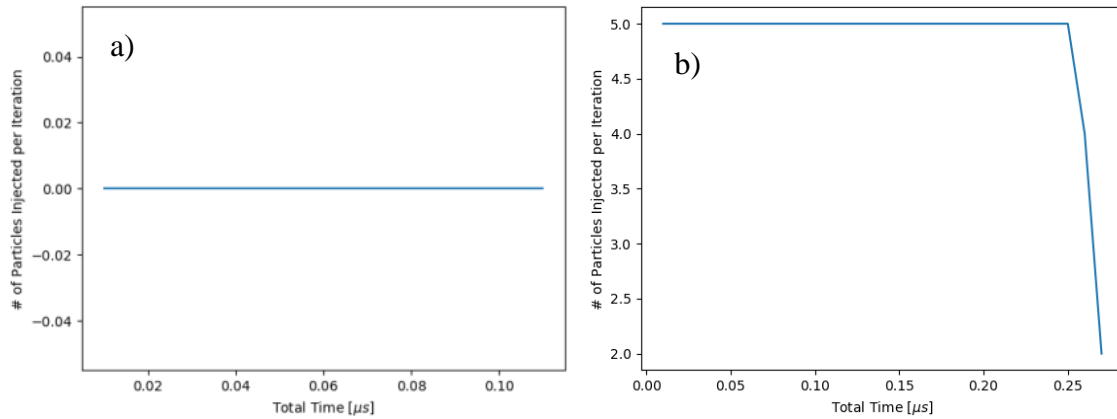 a)
0.04
0.02
0.00
−0.02
−0.04
# of Particles Injected per Iteration
0.02 0.04 0.06 0.08 0.10
Total Time [μs]
b)
5.0
4.5
4.0
3.5
3.0
2.5
2.0
# of Particles Injected per Iteration
0.00 0.05 0.10 0.15 0.20 0.25
Total Time [μs]